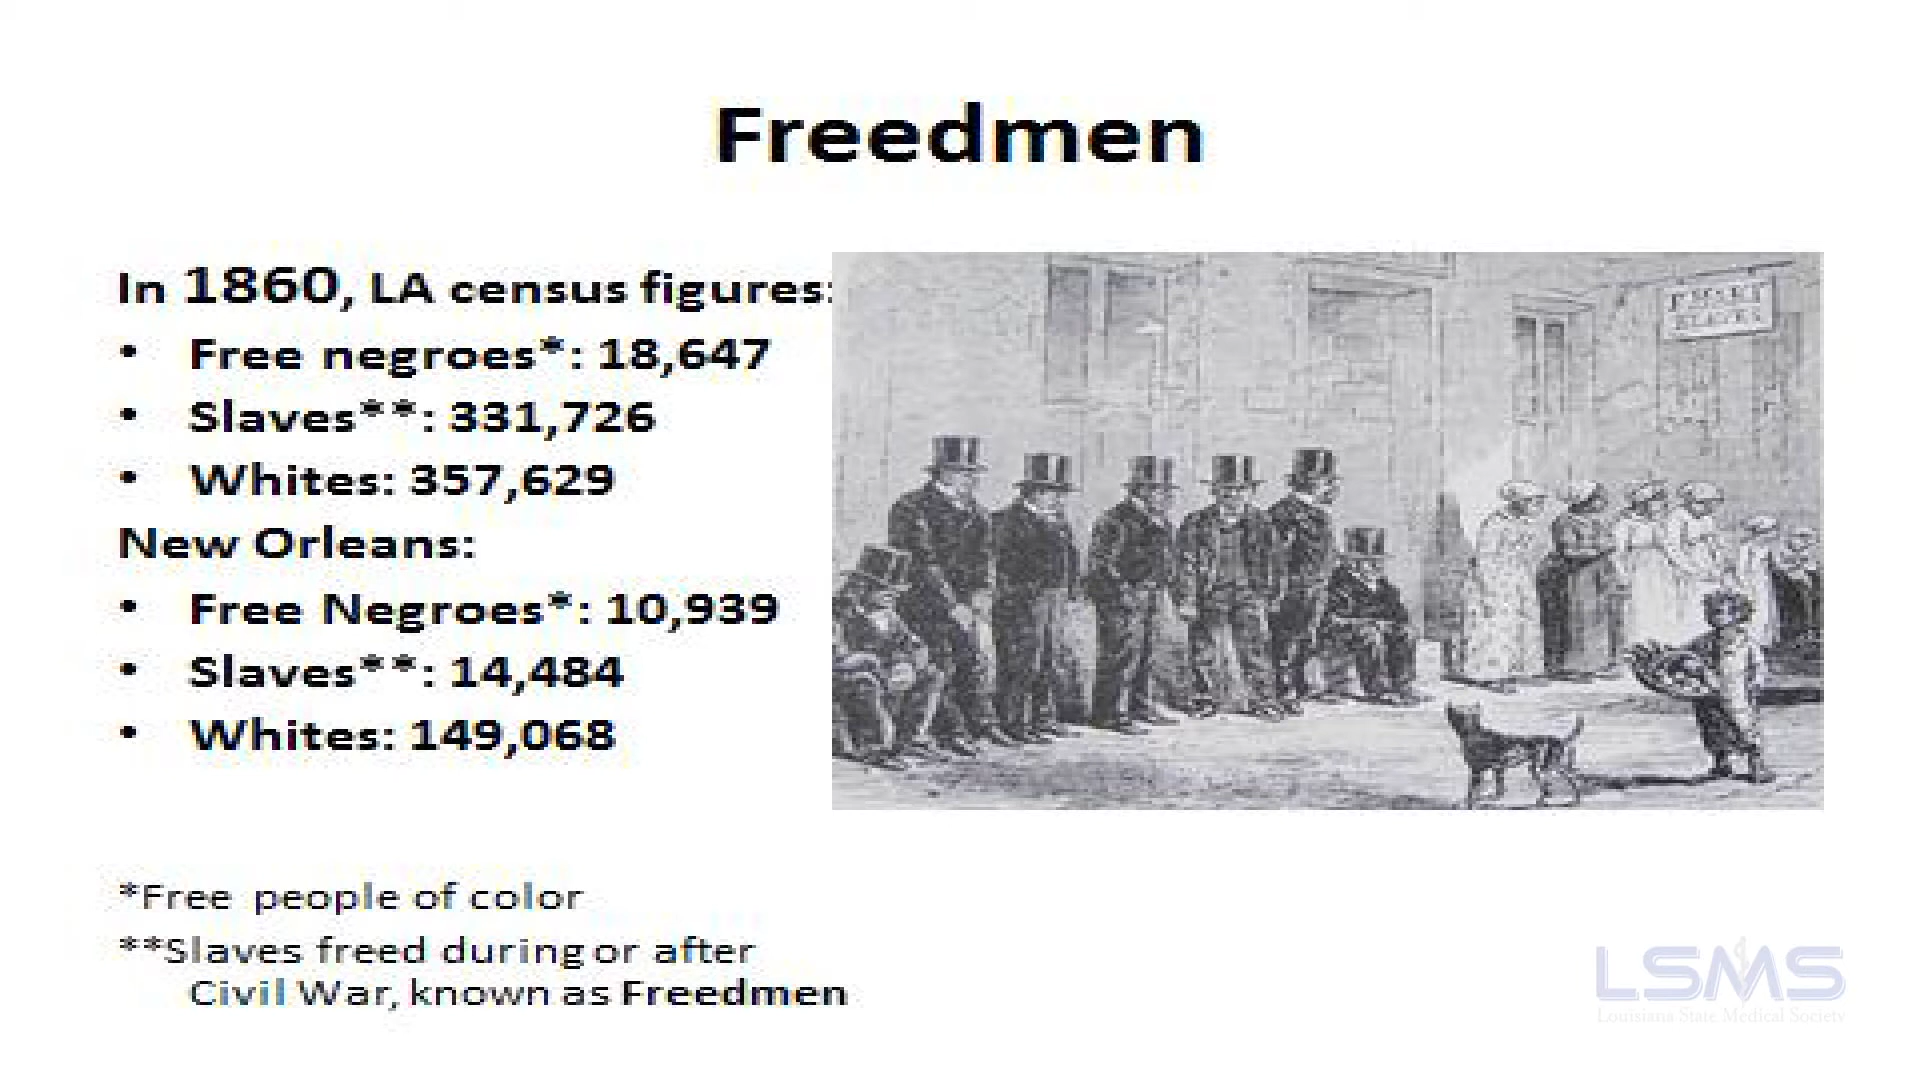 Freedmen
In 1860, LA census figures:
• Free negroes*: 18,647
• Slaves**: 331,726
• Whites: 357,629
New Orleans:
• Free Negroes*: 10,939
• Slaves**: 14,484
• Whites: 149,068
*Free people of color
**Slaves freed during or after
Civil War, known as Freedmen
LSMS
Louisiana State Medical Society